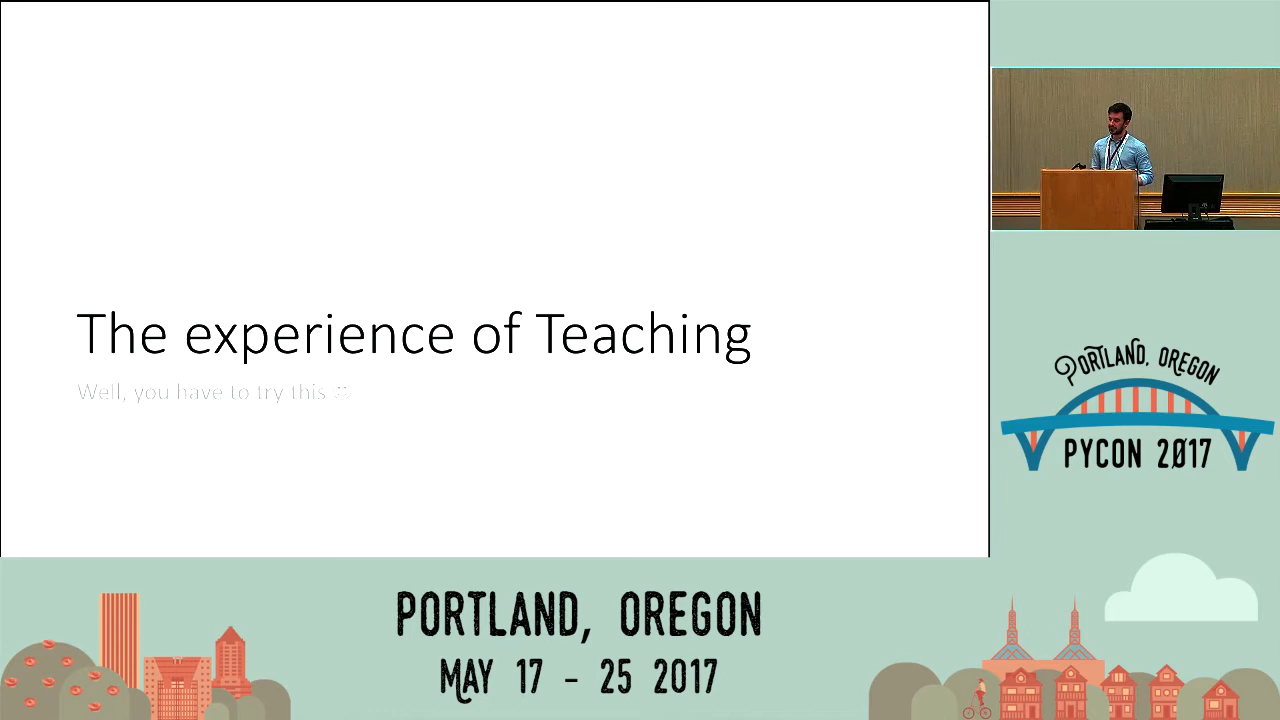 The experience of Teaching
Well, you have to try this ☺
PORTLAND, OREGON
PYCON 2017
PORTLAND, OREGON
MAY 17 - 25 2017